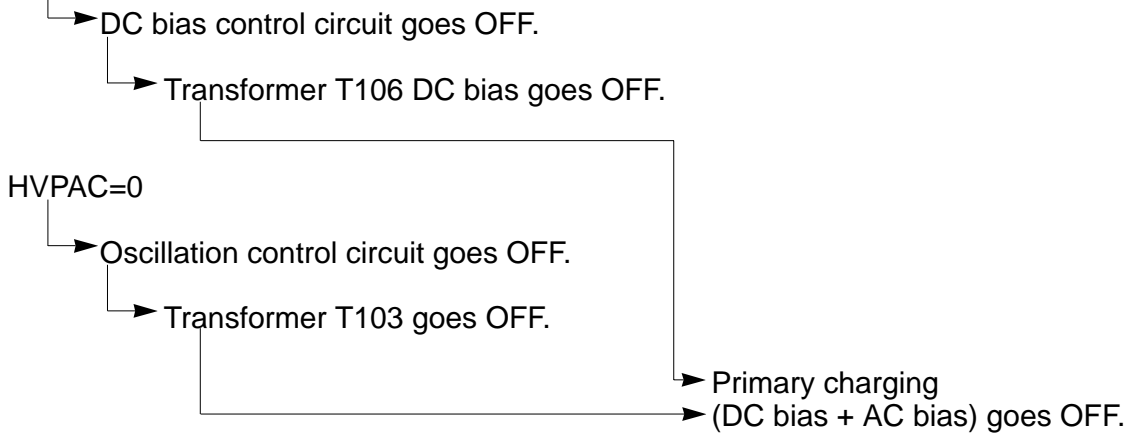 DC bias control circuit goes OFF.
Transformer T106 DC bias goes OFF.
HVPAC=0
Oscillation control circuit goes OFF.
Transformer T103 goes OFF.
Primary charging
(DC bias + AC bias) goes OFF.